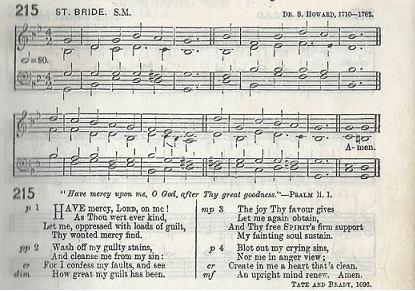 215 ST. BRIDE. S.M. DR. S. HOWARD, 1710—1782.
=80.
A-men.
215 "Have mercy upon me, O God, after Thy great goodness."—PSALM li. 1.
p 1 HAVE mercy, LORD, on me!
As Thou wert ever kind,
Let me, oppressed with loads of guilt,
Thy wonted mercy find.
pp 2 Wash off my guilty stains,
And cleanse me from my sin:
cr For I confess my faults, and see
dim How great my guilt has been.
mp 3 The joy Thy favour gives
Let me again obtain,
And Thy free SPIRIT'S firm support
My fainting soul sustain.
p 4 Blot out my crying sins,
Nor me in anger view;
cr Create in me a heart that's clean.
mf An upright mind renew. Amen.
TATE AND BRADY, 1696.